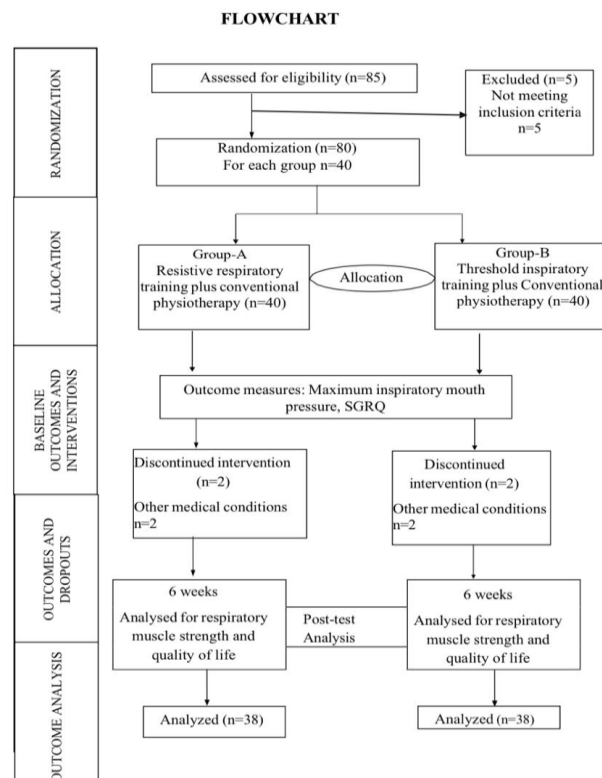 FLOWCHART
RANDOMIZATION
Assessed for eligibility (n=85)
Excluded (n=5)
Not meeting
inclusion criteria
n=5
Randomization (n=80)
For each group n=40
ALLOCATION
Group-A
Resistive respiratory
training plus conventional
physiotherapy (n=40)
Allocation
Group-B
Threshold inspiratory
training plus Conventional
physiotherapy (n=40)
BASELINE
OUTCOMES AND
INTERVENTIONS
Outcome measures: Maximum inspiratory mouth
pressure, SGRQ
Discontinued intervention
(n=2)
Other medical conditions
n=2
Discontinued
intervention (n=2)
Other medical conditions
n=2
OUTCOMES AND
DROPOUTS
6 weeks
Analysed for respiratory
muscle strength and
quality of life
Post-test
Analysis
6 weeks
Analysed for respiratory
muscle strength and
quality of life
OUTCOME ANALYSIS
Analyzed (n=38)
Analyzed (n=38)